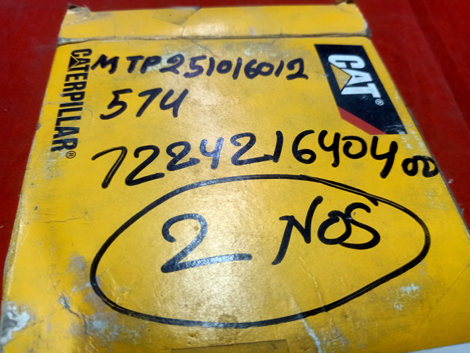 CATERPILLAR®
CAT®
MTP251016012
574
7224216404 00
2 NOS